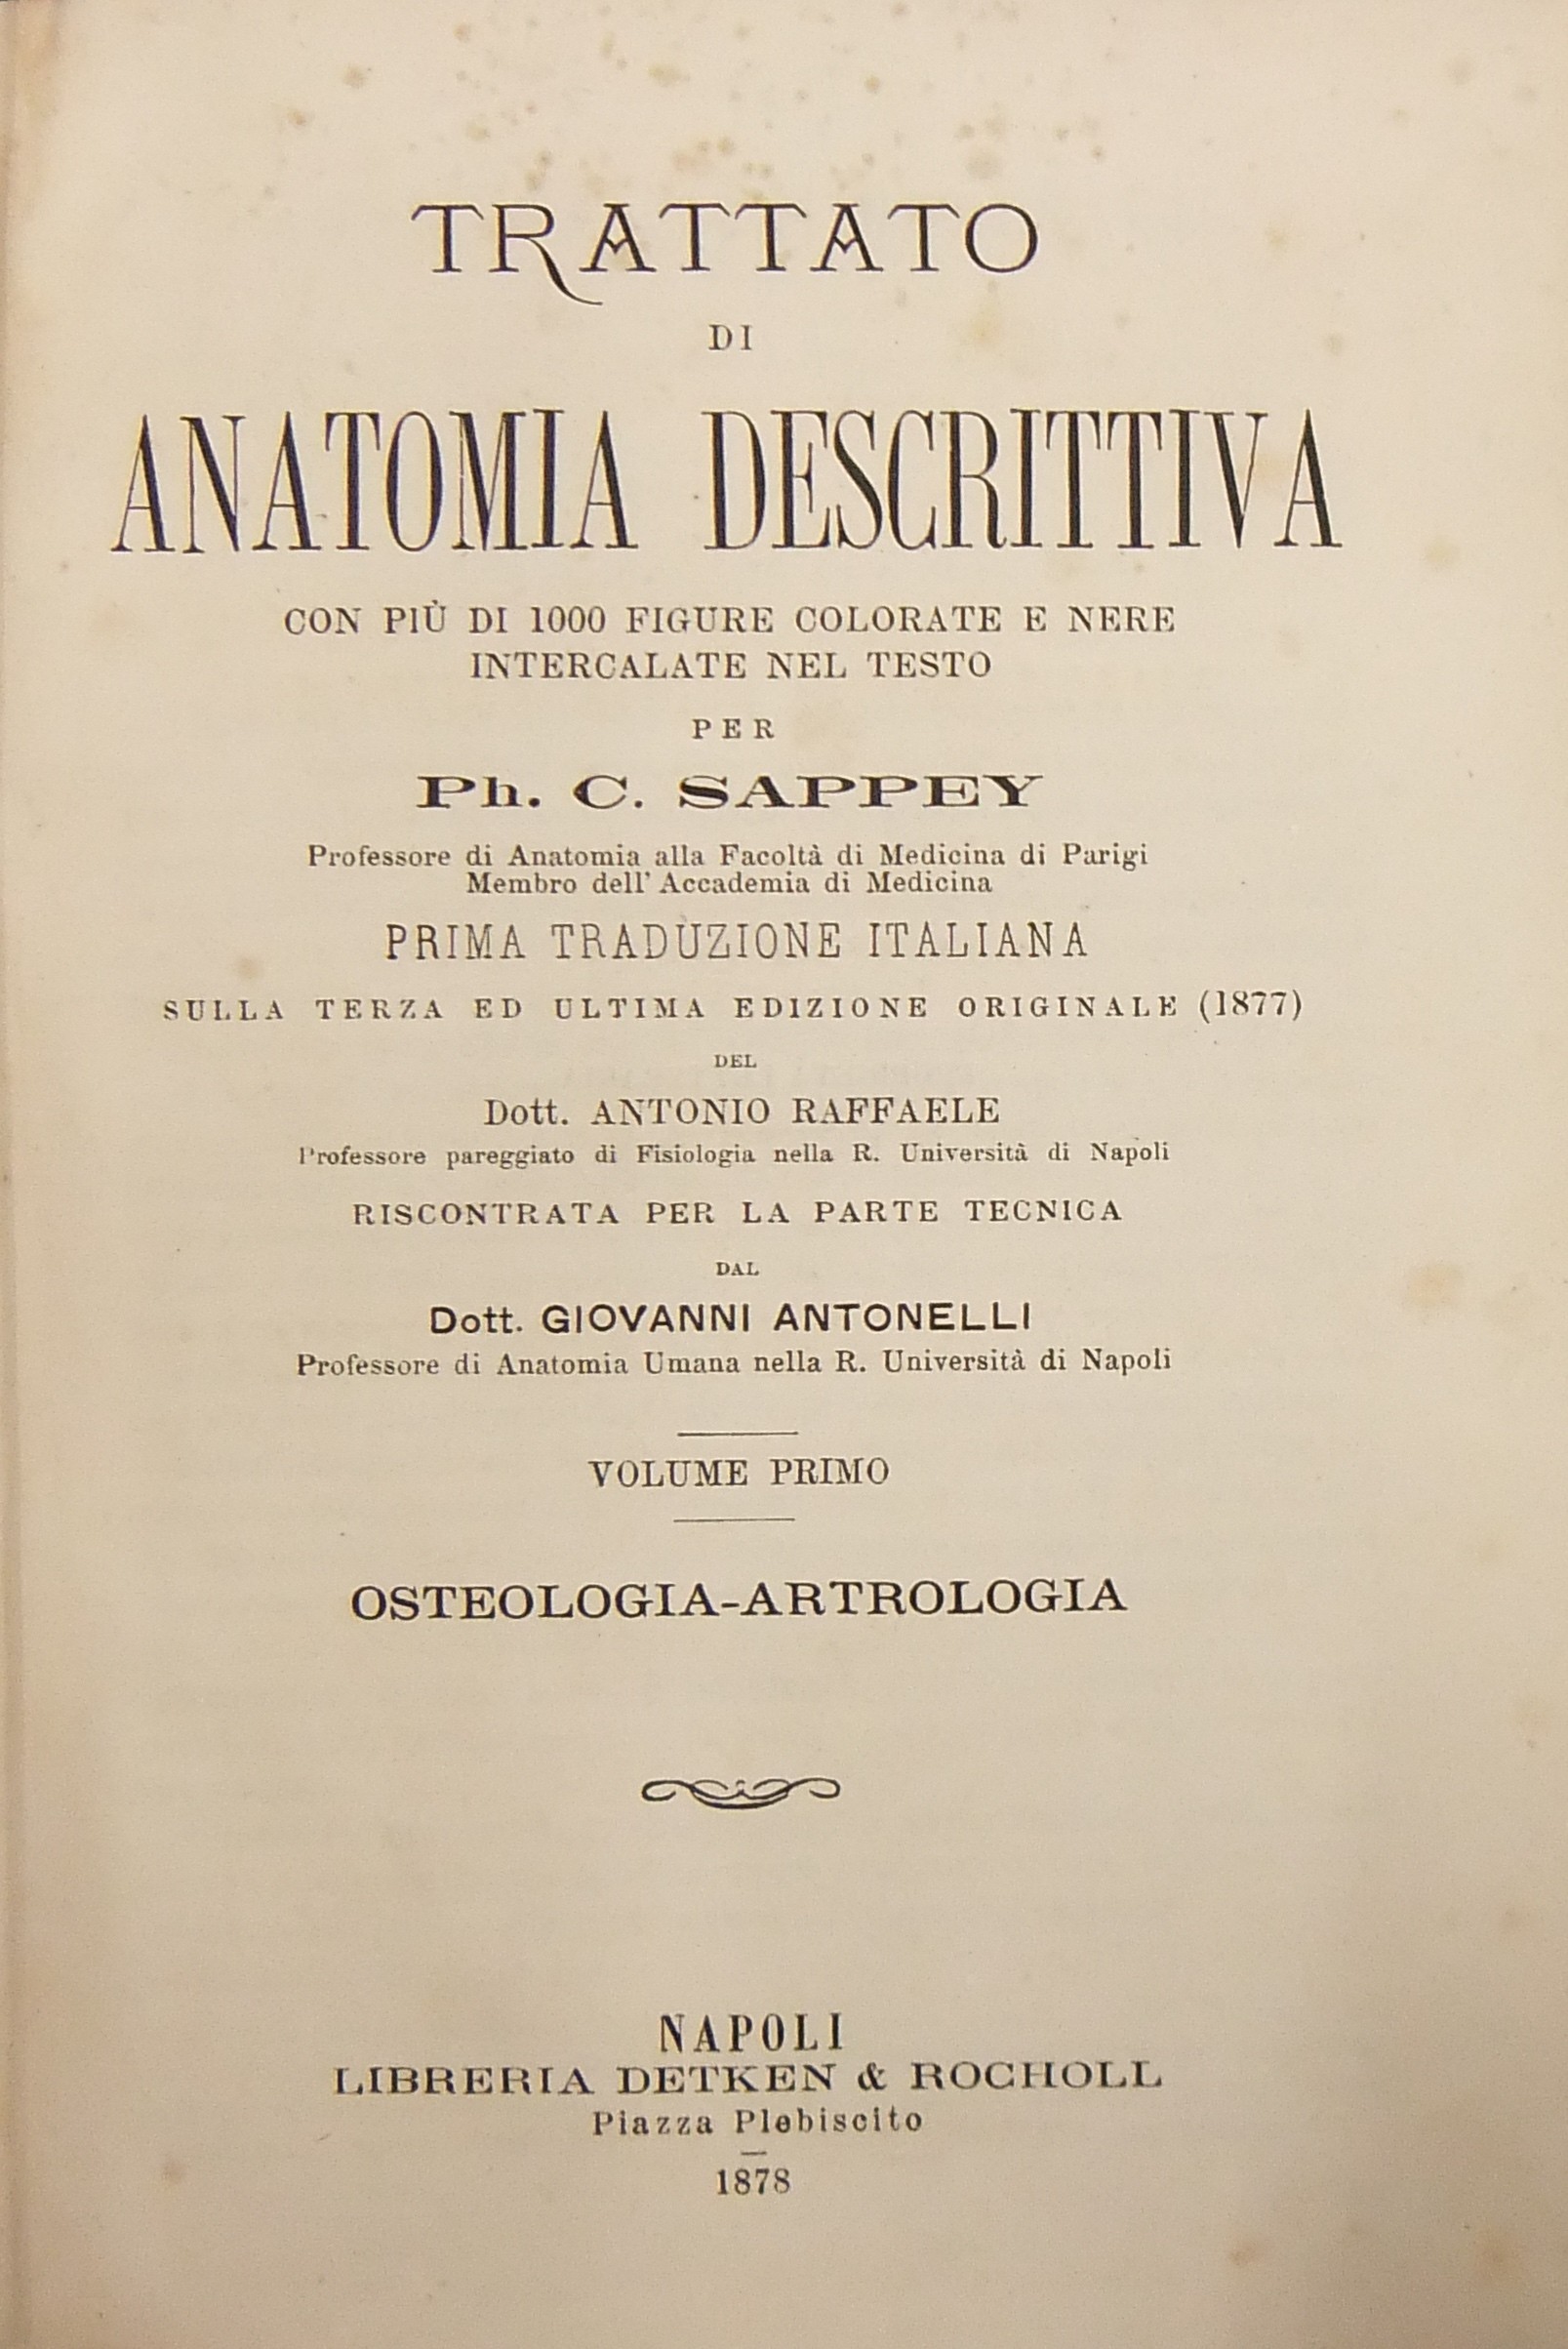 TRATTATO
DI
ANATOMIA DESCRITTIVA
CON PIÙ DI 1000 FIGURE COLORATE E NERE
INTERCALATE NEL TESTO
PER
Ph. C. SAPPEY
Professore di Anatomia alla Facoltà di Medicina di Parigi
Membro dell' Accademia di Medicina
PRIMA TRADUZIONE ITALIANA
SULLA TERZA ED ULTIMA EDIZIONE ORIGINALE (1877)
DEL
Dott. ANTONIO RAFFAELE
Professore pareggiato di Fisiologia nella R. Università di Napoli
RISCONTRATA PER LA PARTE TECNICA
DAL
Dott. GIOVANNI ANTONELLI
Professore di Anatomia Umana nella R. Università di Napoli
VOLUME PRIMO
OSTEOLOGIA-ARTROLOGIA
NAPOLI
LIBRERIA DETKEN & ROCHOLL
Piazza Plebiscito
1878